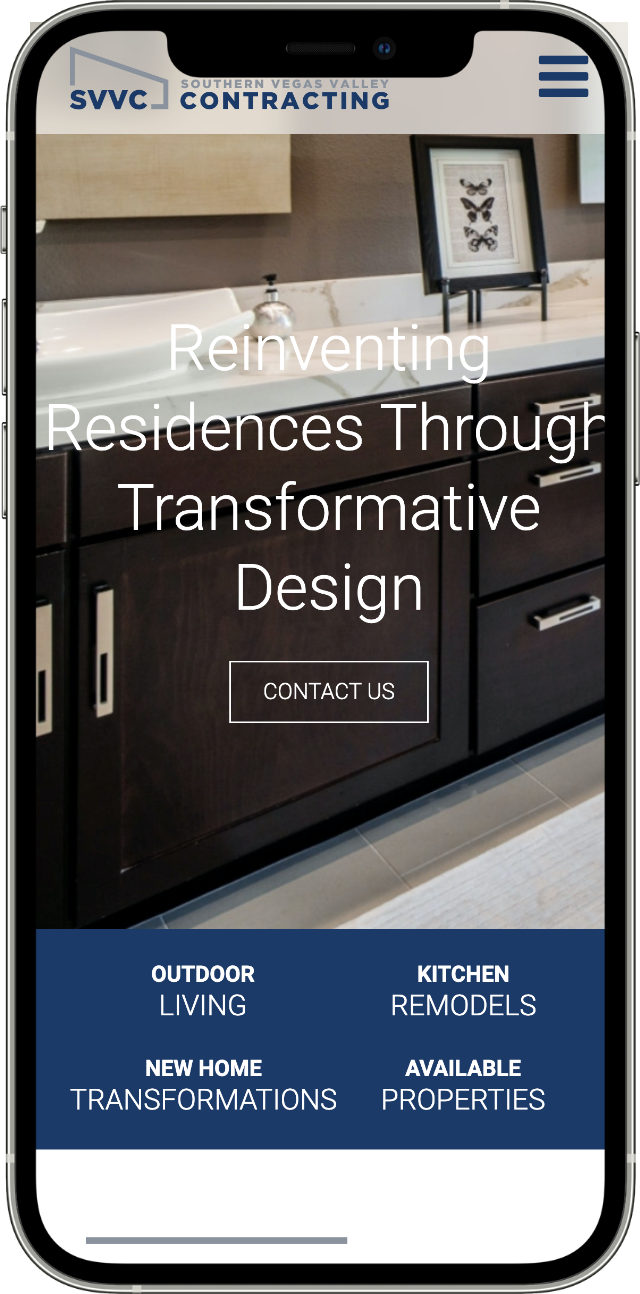 SVVC
SOUTHERN VEGAS VALLEY
CONTRACTING
Reinventing
Residences Through
Transformative
Design
CONTACT US
OUTDOOR
LIVING
KITCHEN
REMODELS
NEW HOME
TRANSFORMATIONS
AVAILABLE
PROPERTIES